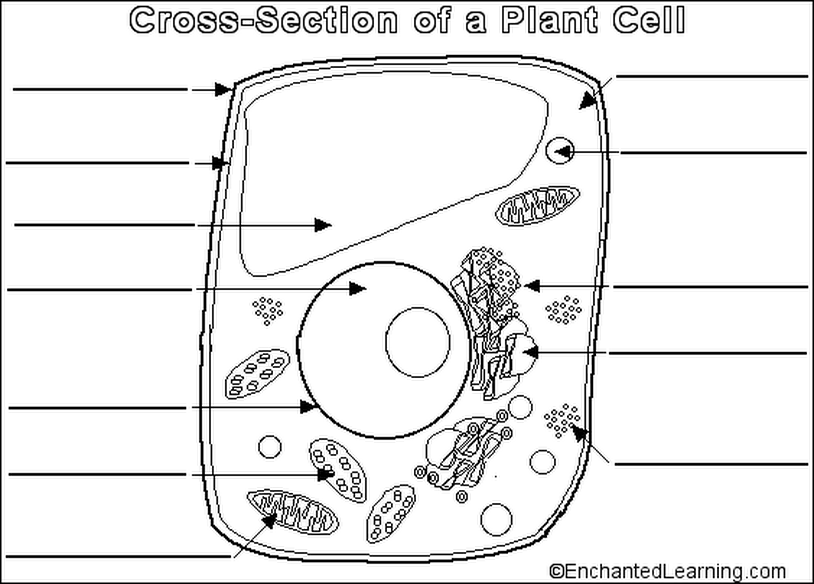 Cross-Section of a Plant Cell
©EnchantedLearning.com